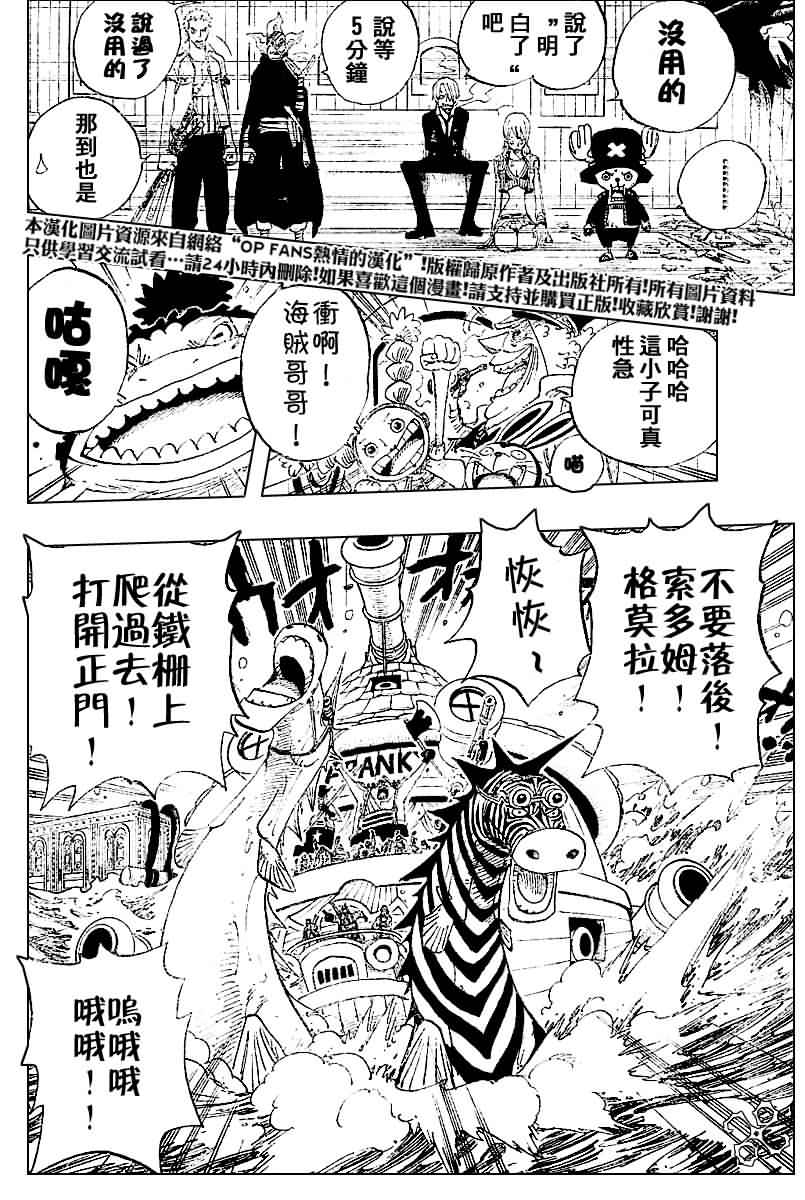 沒用的
………
說了
”明
白了“
吧
說等
5分鐘
說過了
沒用的
那到也是
本漢化圖片資源來自網絡“OP FANS熱情的漢化”!版權歸原作者及出版社所有!所有圖片資料
只供學習交流試看…請24小時內刪除!如果喜歡這個漫畫!請支持並購買正版!收藏欣賞!謝謝!
哈哈哈
這小子可真
性急
喵
衝啊！
海賊哥哥！
咕嘎
不要落後！
索多姆！
格莫拉！
恢恢~
從鐵柵上
爬過去！
打開正門！
FRANKY
嗚哦哦
哦哦！！